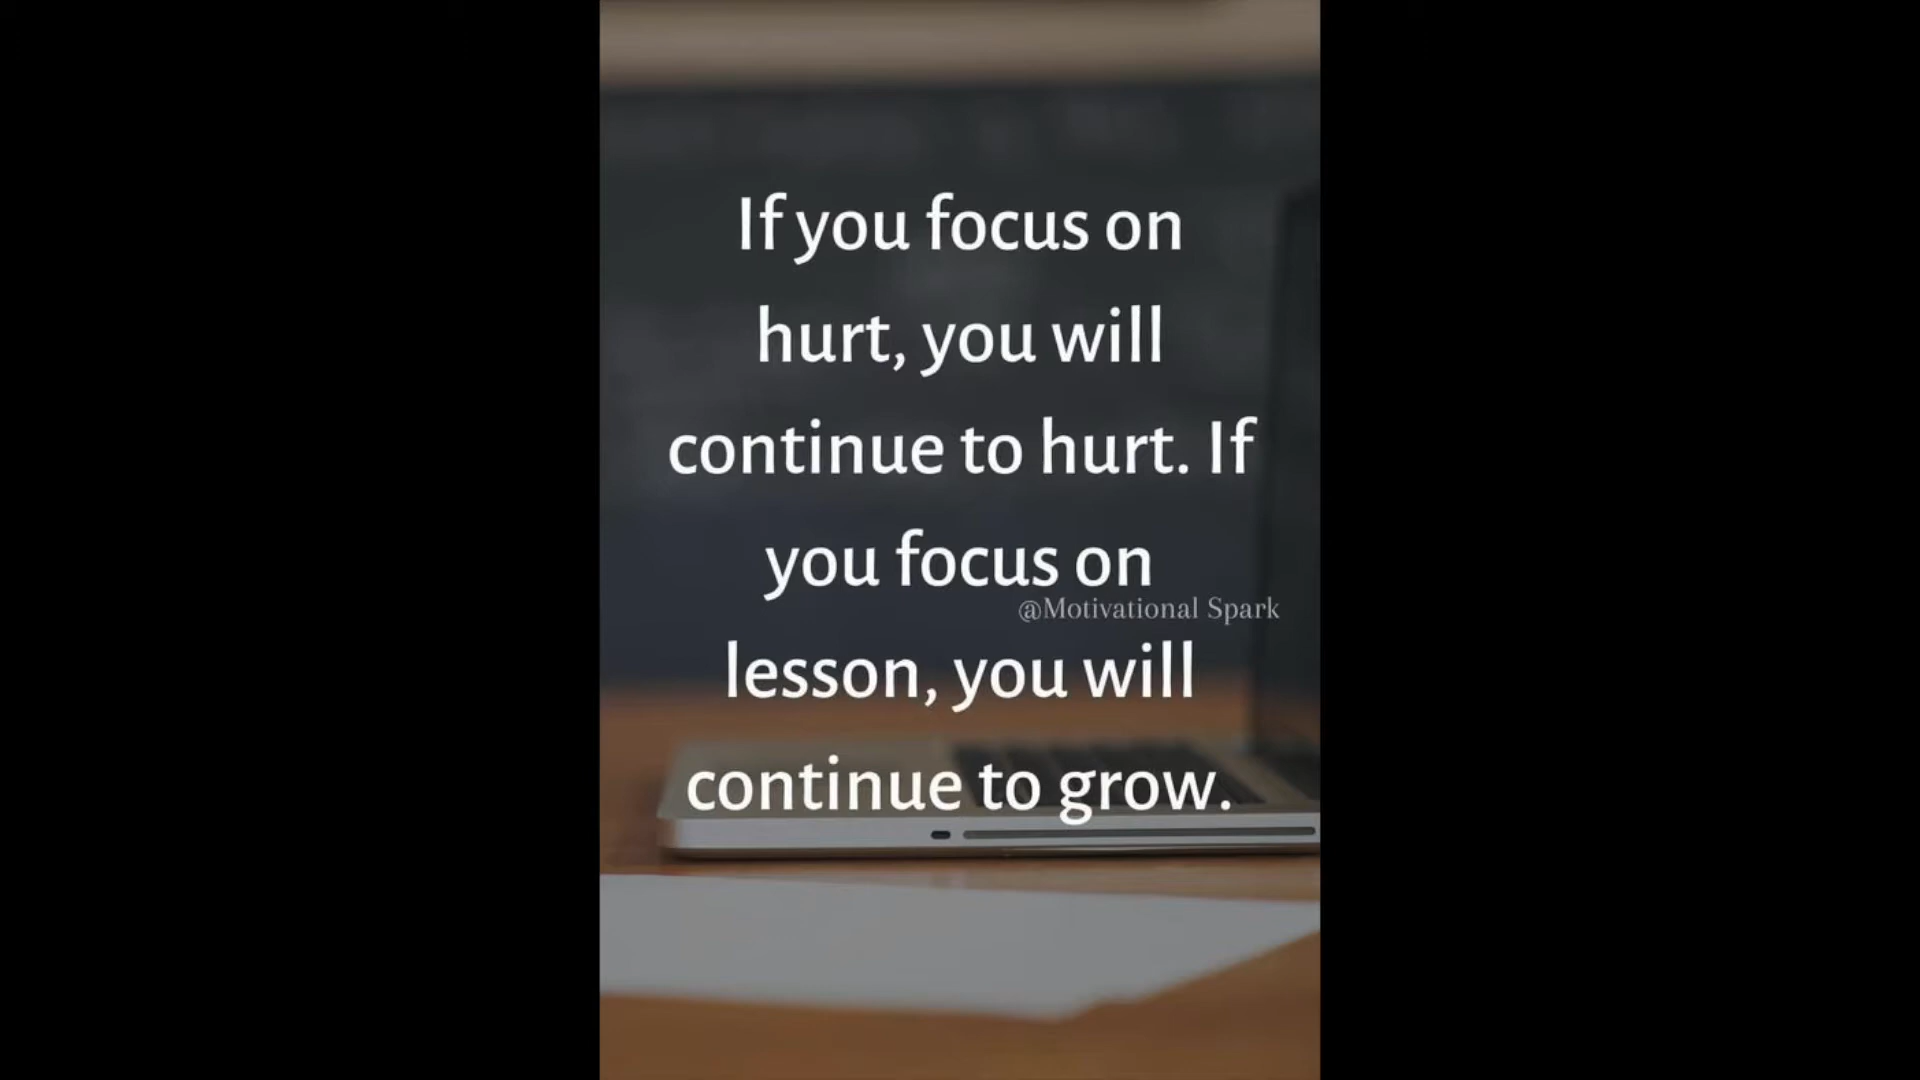 If you focus on
hurt, you will
continue to hurt. If
you focus on
@Motivational Spark
lesson, you will
continue to grow.